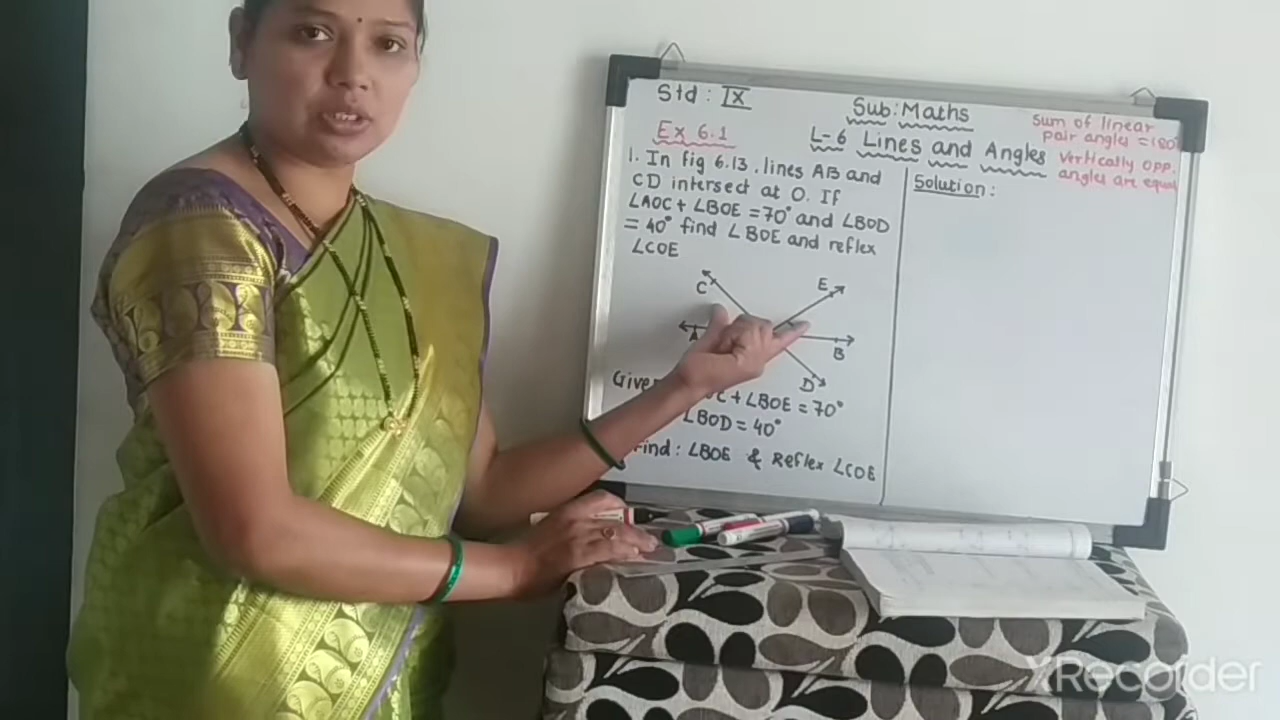 Std : IX
Sub: Maths
Ex 6.1
L-6 Lines and Angles
Sum of linear
pair angles = 180°
Vertically opp.
angles are equal
1. In fig 6.13, lines AB and
CD intersect at O. If
∠AOC + ∠BOE = 70° and ∠BOD
= 40° find ∠BOE and reflex
∠COE
C
E
A
B
D
+ ∠BOE = 70°
∠BOD = 40°
Find : ∠BOE & Reflex ∠COE
Solution :
XRecorder